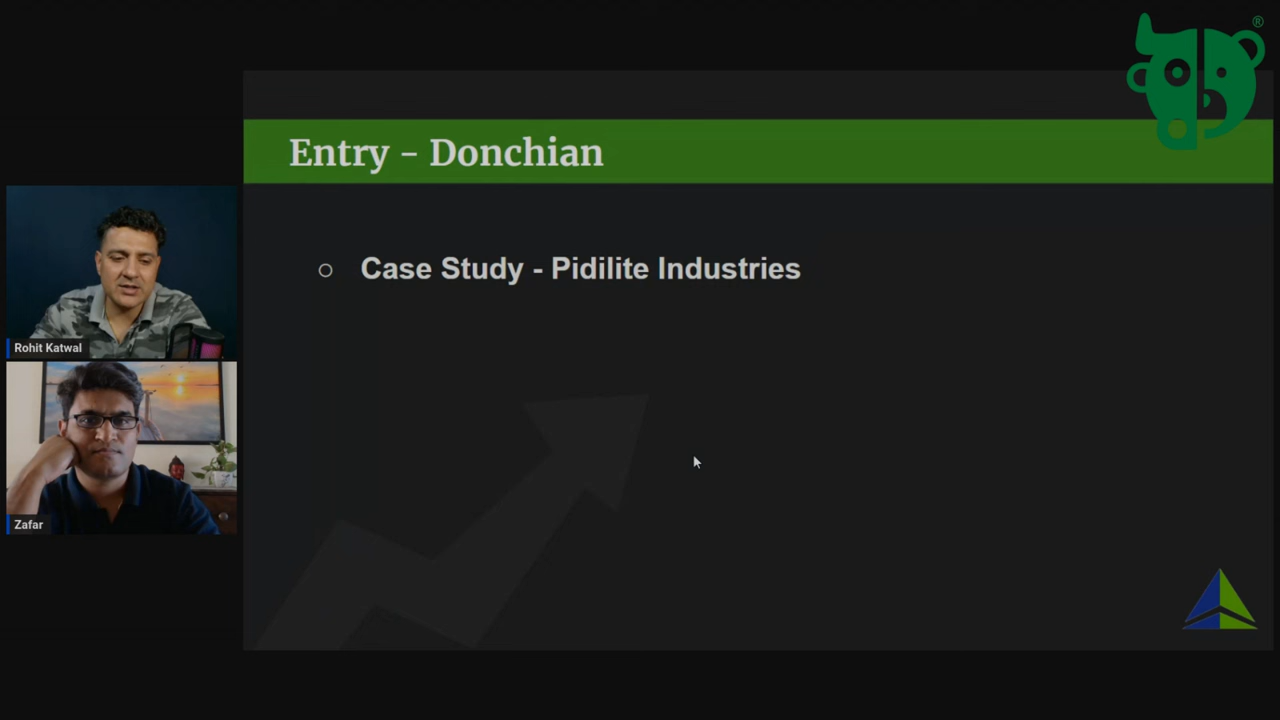 ®
Entry - Donchian
Case Study - Pidilite Industries
Rohit Katwal
Zafar